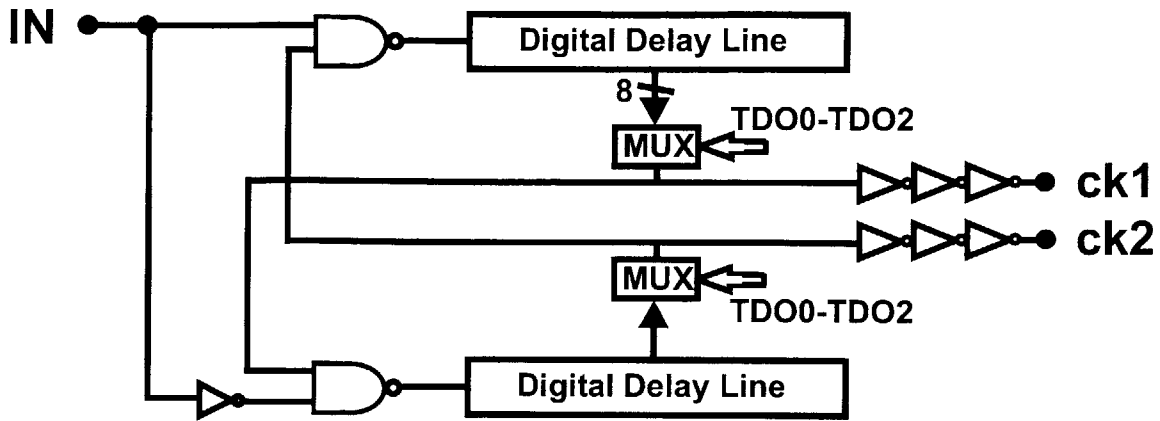 IN
Digital Delay Line
8
TDO0-TDO2
MUX
ck1
ck2
MUX
TDO0-TDO2
Digital Delay Line